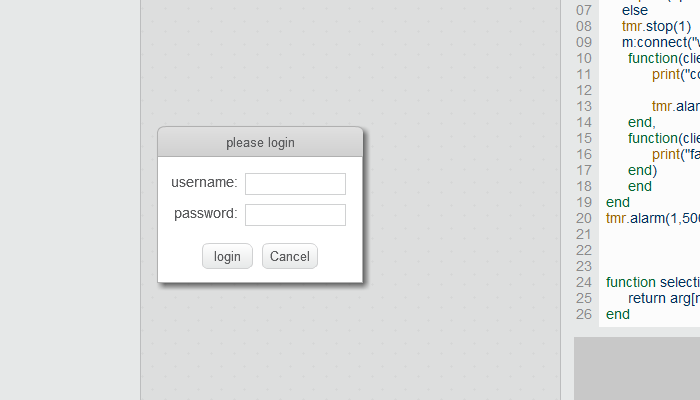 please login
username:
password:
login Cancel
07 else
08 tmr.stop(1)
09 m:connect("
10 function(clie
11 print("co
12
13 tmr.alar
14 end,
15 function(clie
16 print("fa
17 end)
18 end
19 end
20 tmr.alarm(1,500
21
22
23
24 function selecti
25 return arg[n
26 end